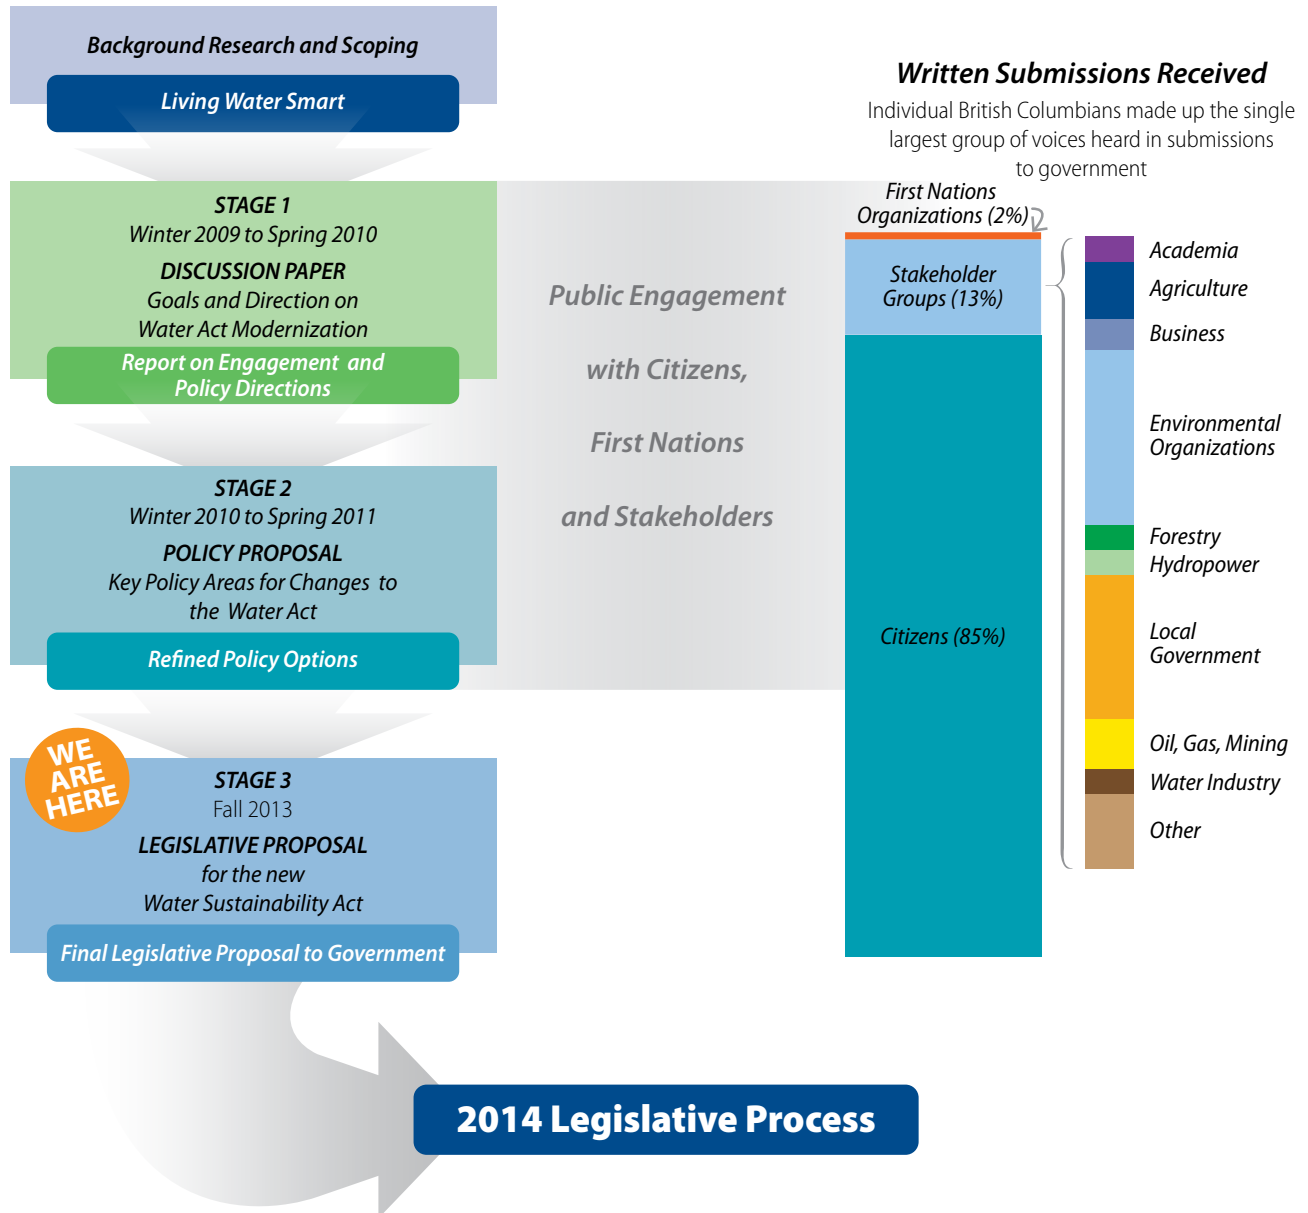 Background Research and Scoping
Living Water Smart
STAGE 1
Winter 2009 to Spring 2010
DISCUSSION PAPER
Goals and Direction on
Water Act Modernization
Report on Engagement and
Policy Directions
STAGE 2
Winter 2010 to Spring 2011
POLICY PROPOSAL
Key Policy Areas for Changes to
the Water Act
Refined Policy Options
WE
ARE
HERE
STAGE 3
Fall 2013
LEGISLATIVE PROPOSAL
for the new
Water Sustainability Act
Final Legislative Proposal to Government
2014 Legislative Process
Public Engagement
with Citizens,
First Nations
and Stakeholders
Written Submissions Received
Individual British Columbians made up the single
largest group of voices heard in submissions
to government
First Nations
Organizations (2%)
Stakeholder
Groups (13%)
Citizens (85%)
Academia
Agriculture
Business
Environmental
Organizations
Forestry
Hydropower
Local
Government
Oil, Gas, Mining
Water Industry
Other